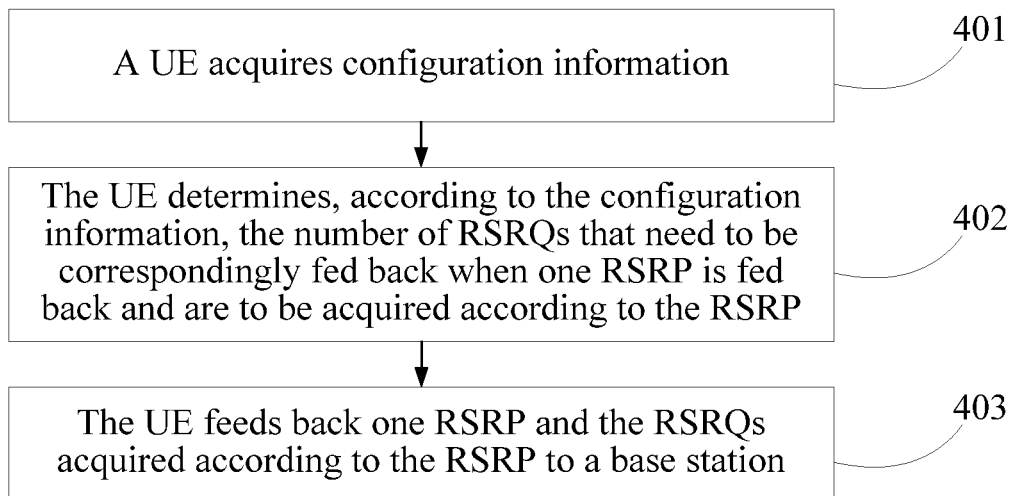 A UE acquires configuration information
401
The UE determines, according to the configuration
information, the number of RSRQs that need to be
correspondingly fed back when one RSRP is fed
back and are to be acquired according to the RSRP
402
The UE feeds back one RSRP and the RSRQs
acquired according to the RSRP to a base station
403